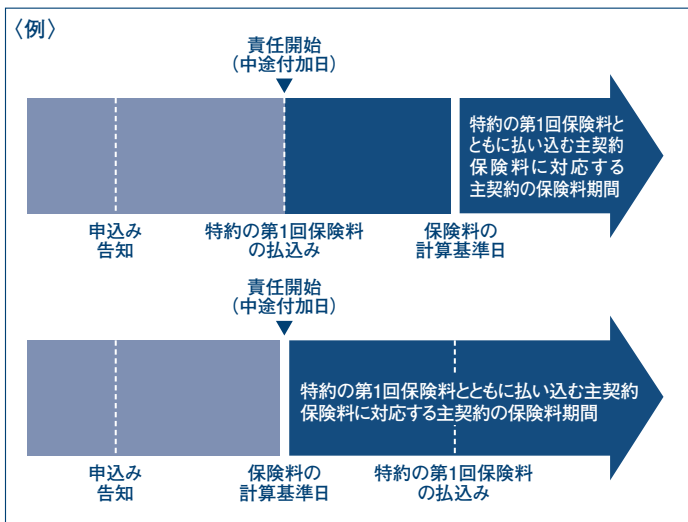 〈例〉
責任開始
(中途付加日)
特約の第1回保険料と
ともに払い込む主契約
保険料に対応する
主契約の保険料期間
申込み
告知
特約の第1回保険料
の払込み
保険料の
計算基準日
責任開始
(中途付加日)
特約の第1回保険料とともに払い込む主契約
保険料に対応する主契約の保険料期間
申込み
告知
保険料の
計算基準日
特約の第1回保険料
の払込み